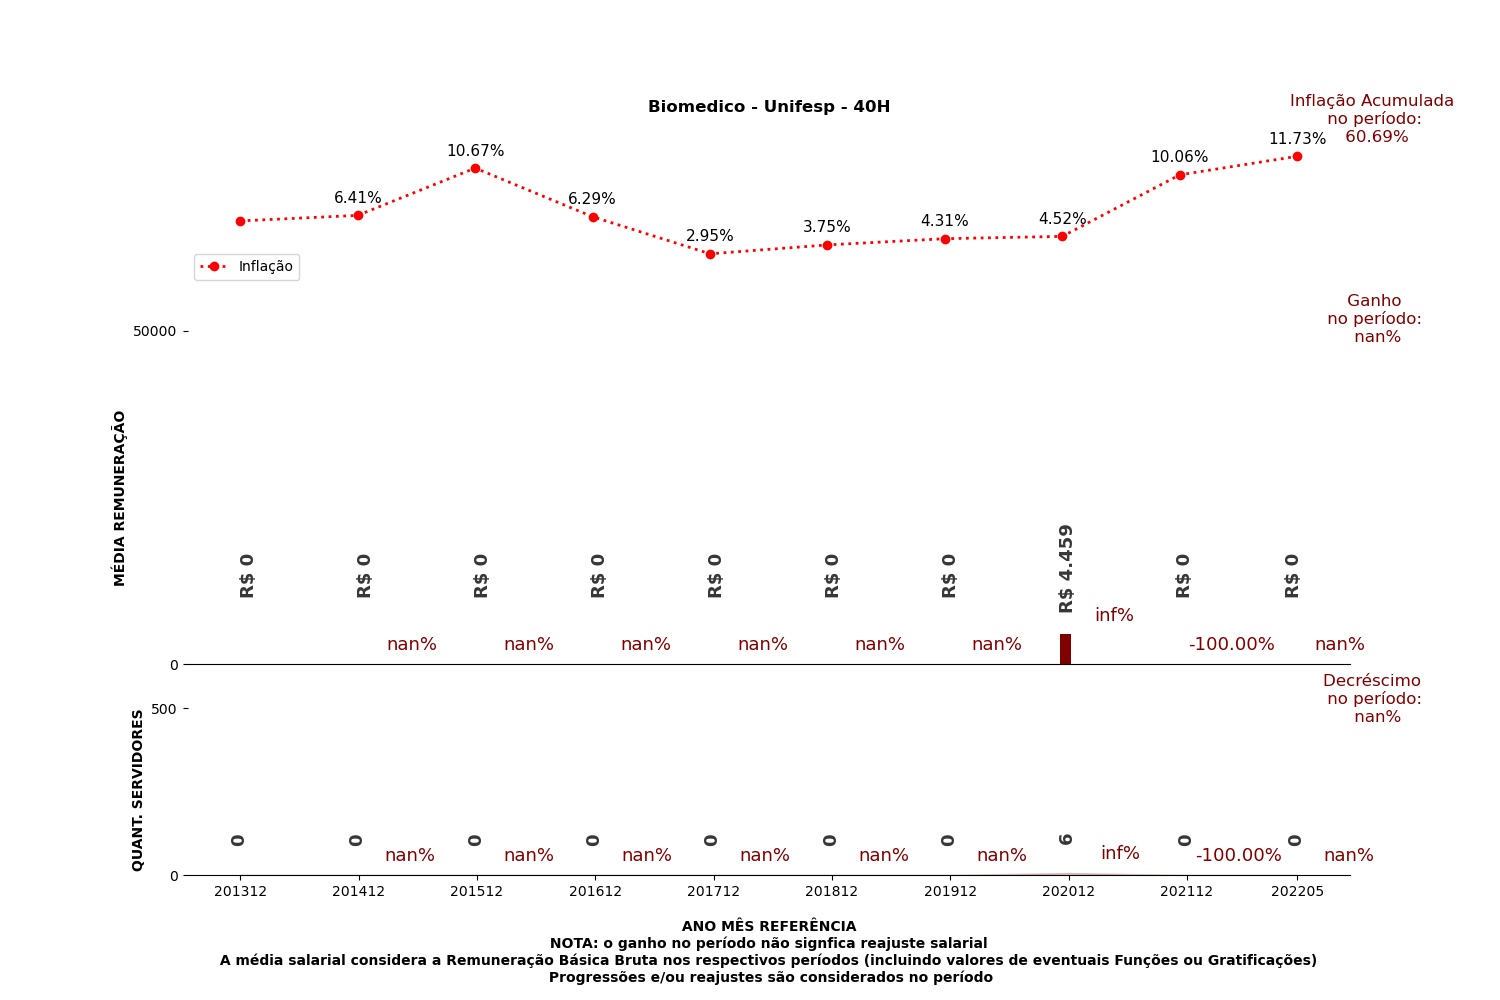 Biomedico - Unifesp - 40H
Inflação Acumulada
no período:
60.69%
6.41%
10.67%
6.29%
2.95%
3.75%
4.31%
4.52%
10.06%
11.73%
Inflação
Ganho
no período:
nan%
50000
0
MÉDIA REMUNERAÇÃO
R$ 0
R$ 0
R$ 0
R$ 0
R$ 0
R$ 0
R$ 0
R$ 4.459
R$ 0
R$ 0
nan%
nan%
nan%
nan%
nan%
nan%
inf%
-100.00%
nan%
Decréscimo
no período:
nan%
500
0
QUANT. SERVIDORES
0
0
0
0
0
0
0
6
0
0
nan%
nan%
nan%
nan%
nan%
nan%
inf%
-100.00%
nan%
201312
201412
201512
201612
201712
201812
201912
202012
202112
202205
ANO MÊS REFERÊNCIA
NOTA: o ganho no período não signfica reajuste salarial
A média salarial considera a Remuneração Básica Bruta nos respectivos períodos (incluindo valores de eventuais Funções ou Gratificações)
Progressões e/ou reajustes são considerados no período